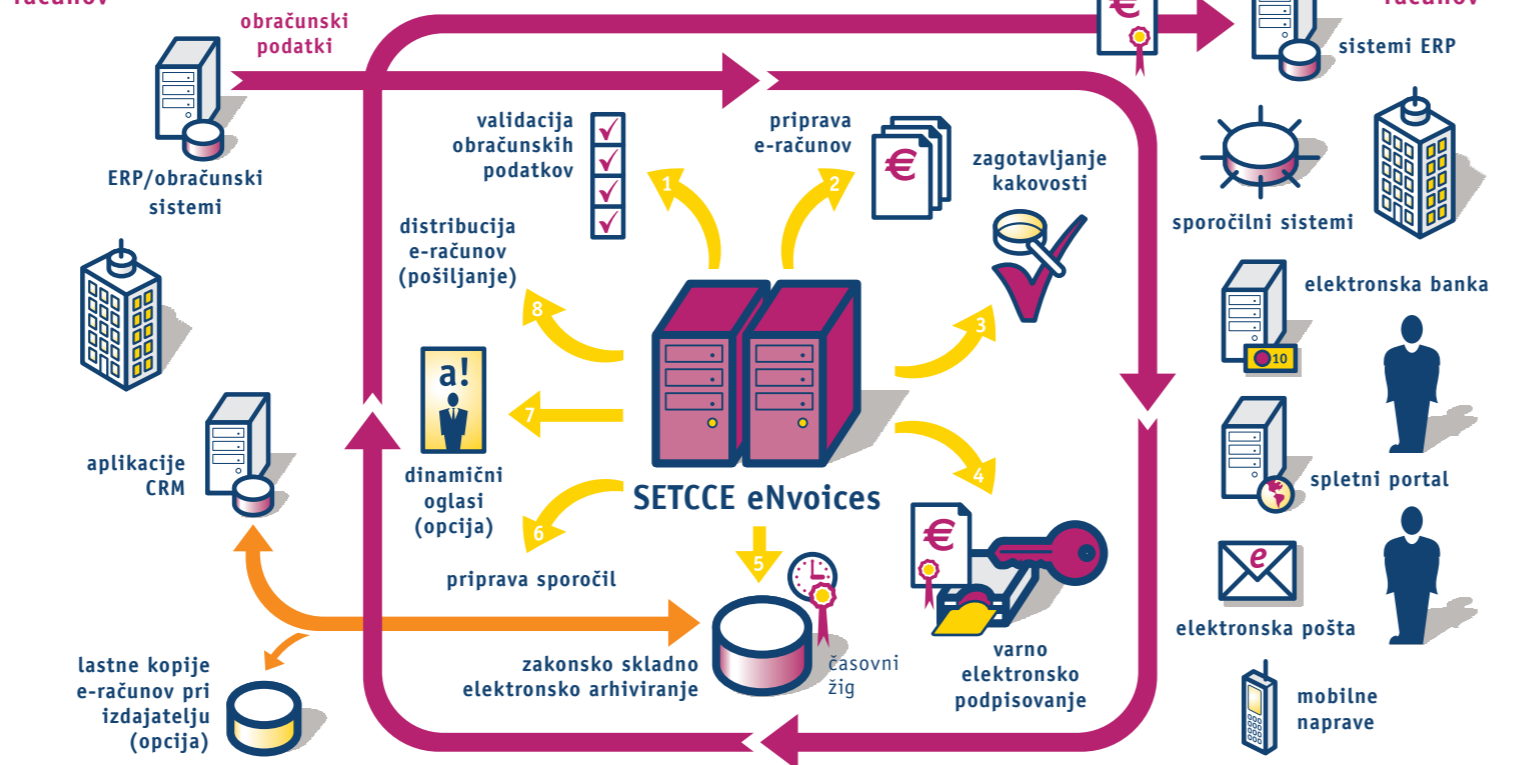 računov
računov
obračunski
podatki
€
sistemi ERP
ERP/obračunski
sistemi
validacija
obračunskih
podatkov
1
priprava
e-računov
€
2
zagotavljanje
kakovosti
3
distribucija
e-računov
(pošiljanje)
8
a!
7
dinamični
oglasi
(opcija)
SETCCE eNvoices
4
€
6
priprava sporočil
5
zakonsko skladno
elektronsko arhiviranje
časovni
žig
varno
elektronsko
podpisovanje
aplikacije
CRM
lastne kopije
e-računov pri
izdajatelju
(opcija)
sporočilni sistemi
elektronska banka
10
spletni portal
e
elektronska pošta
mobilne
naprave